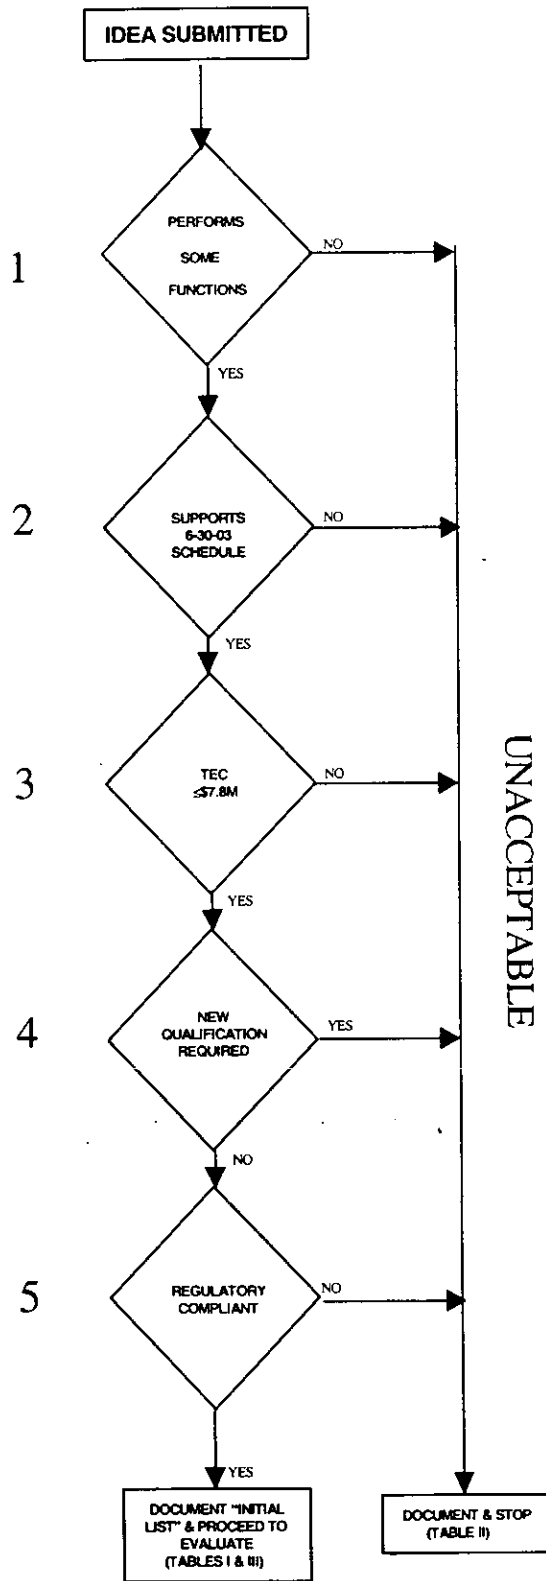 IDEA SUBMITTED
1
PERFORMS
SOME
FUNCTIONS
NO
YES
2
SUPPORTS
6-30-03
SCHEDULE
NO
YES
3
TEC
≤$7.8M
NO
YES
UNACCEPTABLE
4
NEW
QUALIFICATION
REQUIRED
YES
NO
5
REGULATORY
COMPLIANT
NO
YES
DOCUMENT "INITIAL
LIST" & PROCEED TO
EVALUATE
(TABLES I & III)
DOCUMENT & STOP
(TABLE II)